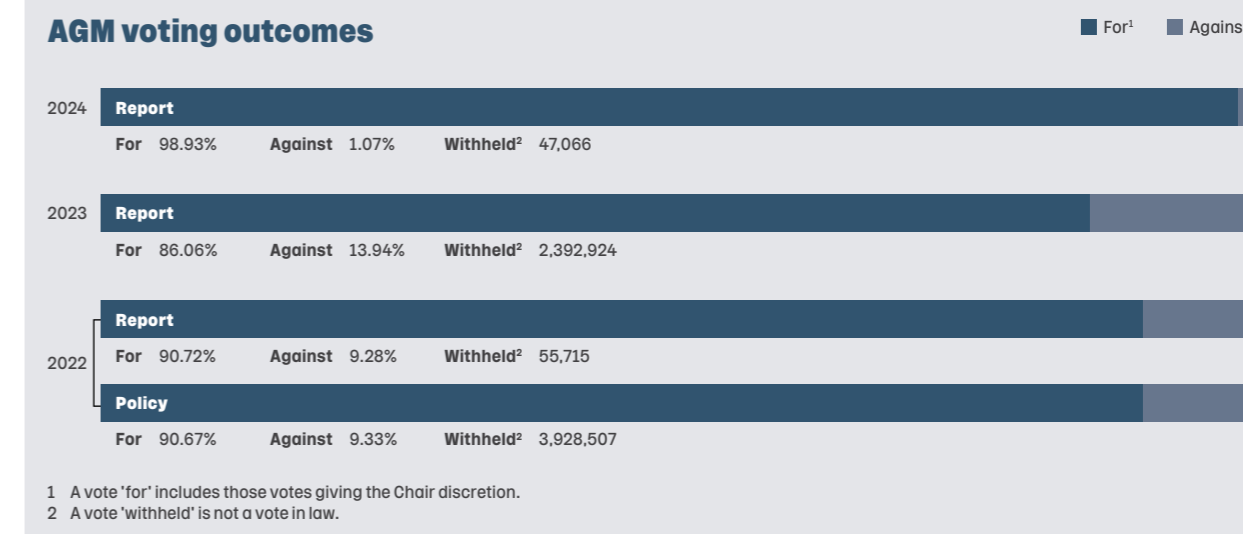 AGM voting outcomes
For¹ Agains
2024 Report
For 98.93% Against 1.07% Withheld² 47,066
2023 Report
For 86.06% Against 13.94% Withheld² 2,392,924
2022
Report
For 90.72% Against 9.28% Withheld² 55,715
Policy
For 90.67% Against 9.33% Withheld² 3,928,507
1 A vote 'for' includes those votes giving the Chair discretion.
2 A vote 'withheld' is not a vote in law.